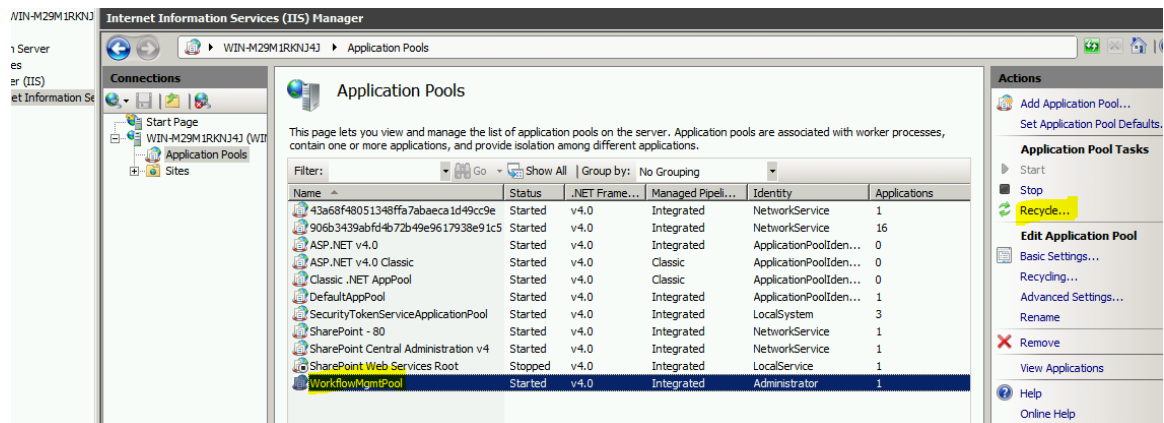 WIN-M29M1RKNJ
Server
es
er (IIS)
et Information Se
Internet Information Services (IIS) Manager
WIN-M29M1RKNJ4J Application Pools
Connections
Start Page
WIN-M29M1RKNJ4J (WIN
Application Pools
Sites
Application Pools
This page lets you view and manage the list of application pools on the server. Application pools are associated with worker processes,
contain one or more applications, and provide isolation among different applications.
Filter: Go Show All Group by: No Grouping
Name Status .NET Frame... Managed Pipeli... Identity Applications
43a68f48051348ffa7abaeca1d49cc9e Started v4.0 Integrated NetworkService 1
906b3439abfd4b72b49e9617938e91c5 Started v4.0 Integrated NetworkService 16
ASP.NET v4.0 Started v4.0 Integrated ApplicationPoolIden... 0
ASP.NET v4.0 Classic Started v4.0 Classic ApplicationPoolIden... 0
Classic .NET AppPool Started v4.0 Classic ApplicationPoolIden... 0
DefaultAppPool Started v4.0 Integrated ApplicationPoolIden... 1
SecurityTokenServiceApplicationPool Started v4.0 Integrated LocalSystem 3
SharePoint - 80 Started v4.0 Integrated NetworkService 1
SharePoint Central Administration v4 Started v4.0 Integrated NetworkService 1
SharePoint Web Services Root Stopped v4.0 Integrated LocalService 1
WorkflowMgmtPool Started v4.0 Integrated Administrator 1
Actions
Add Application Pool...
Set Application Pool Defaults.
Application Pool Tasks
Start
Stop
Recycle...
Edit Application Pool
Basic Settings...
Recycling...
Advanced Settings...
Rename
Remove
View Applications
Help
Online Help